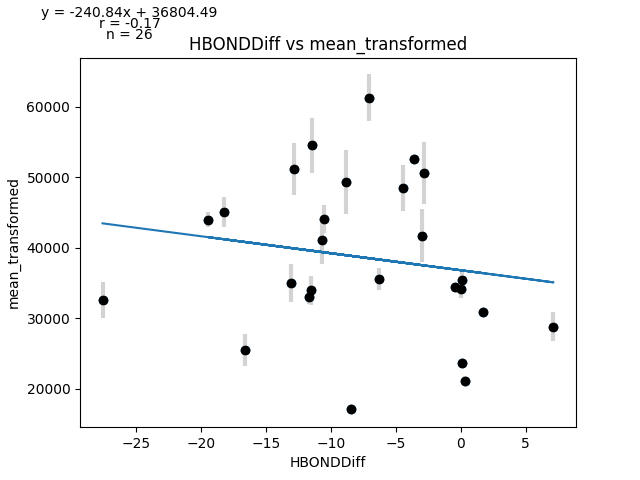 y = -240.84x + 36804.49
r = -0.17
n = 26
HBONDDiff vs mean_transformed
60000
50000
40000
30000
20000
mean_transformed
−25
−20
−15
−10
−5
0
5
HBONDDiff